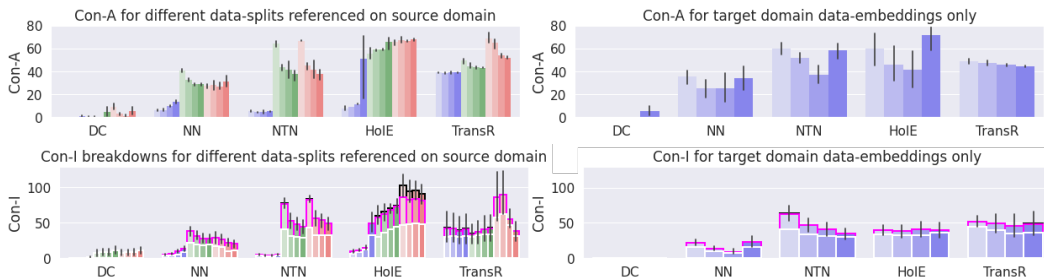 Con-A for different data-splits referenced on source domain
80
60
40
20
0
Con-A
DC NN NTN HolE TransR
Con-A for target domain data-embeddings only
80
60
40
20
0
Con-A
DC NN NTN HolE TransR
Con-I breakdowns for different data-splits referenced on source domain
100
50
0
Con-I
DC NN NTN HolE TransR
Con-I for target domain data-embeddings only
100
50
0
Con-I
DC NN NTN HolE TransR